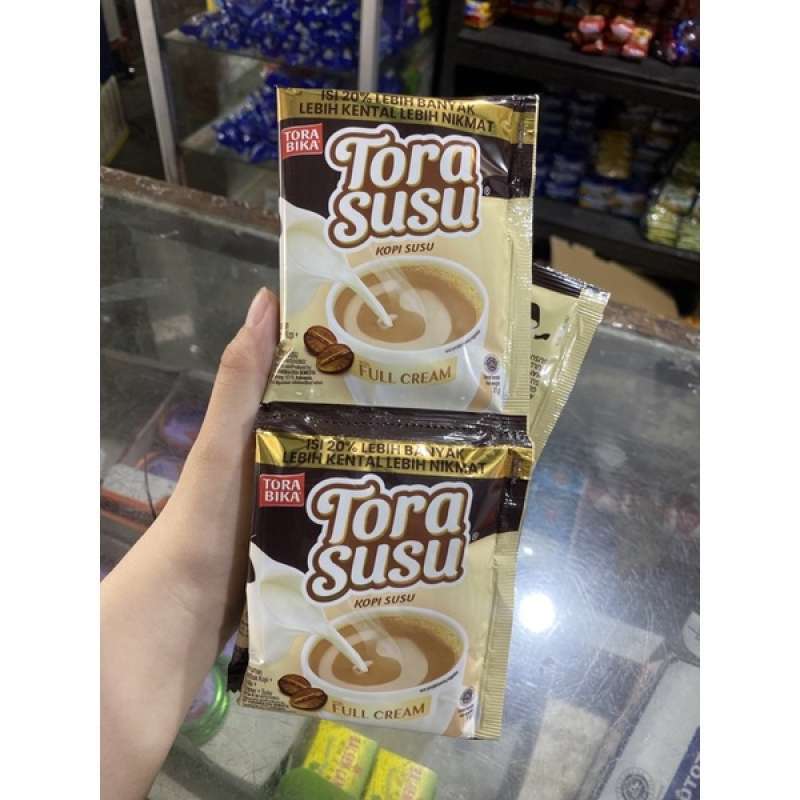 ISI 20% LEBIH BANYAK
LEBIH KENTAL LEBIH NIKMAT
TORA
BIKA
Tora
susu
KOPI SUSU
FULL CREAM
ISI 20% LEBIH BANYAK
LEBIH KENTAL LEBIH NIKMAT
TORA
BIKA
Tora
susu
KOPI SUSU
FULL CREAM